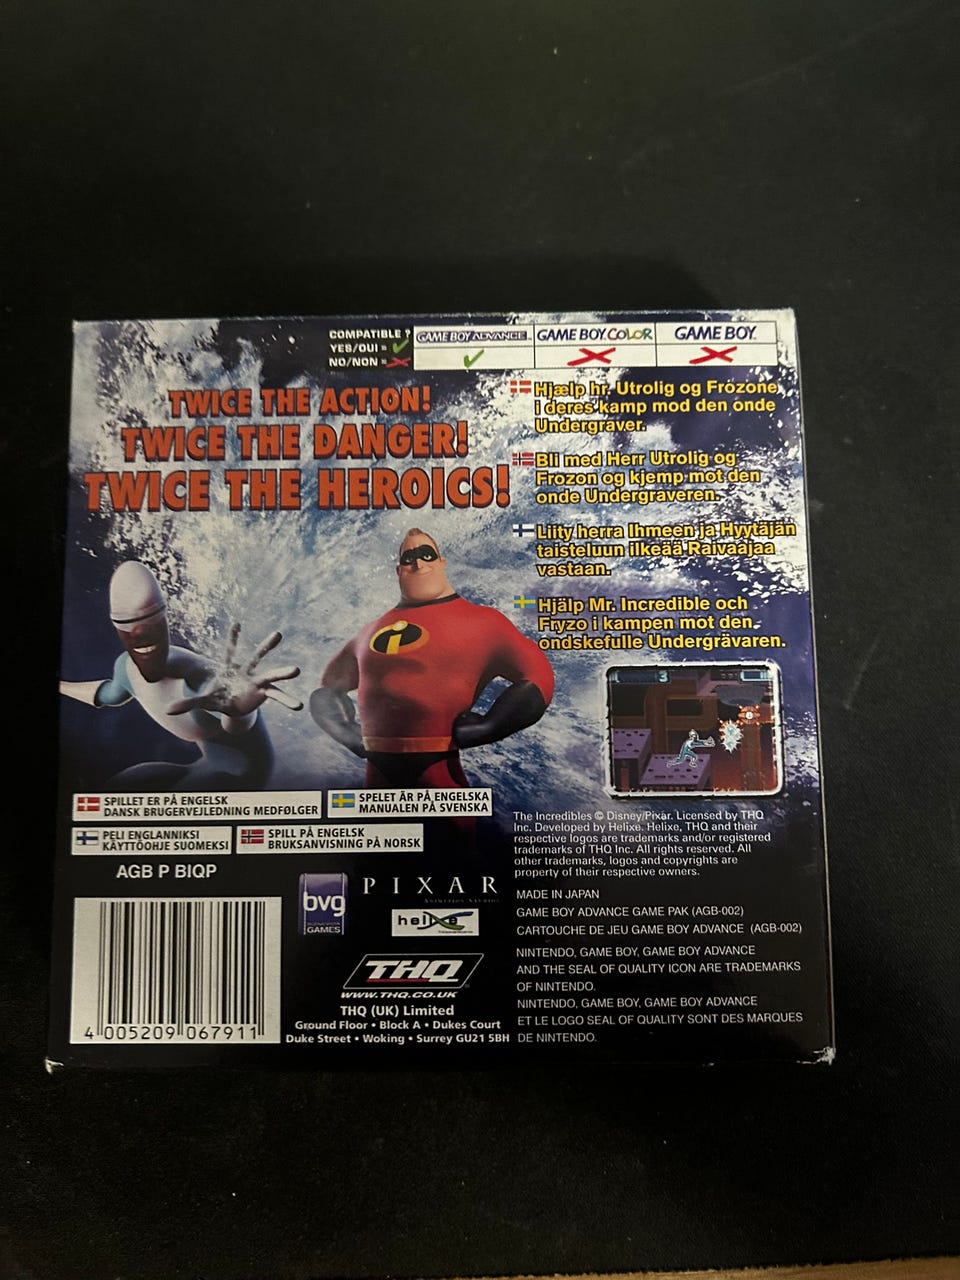 COMPATIBLE ?
YES/OUI =
NO/NON =
GAME BOY ADVANCE
GAME BOY COLOR
GAME BOY
TWICE THE ACTION!
TWICE THE DANGER!
TWICE THE HEROICS!
Hjælp hr. Utrolig og Frozone
i deres kamp mod den onde
Undergraver.
Bli med Herr Utrolig og
Frozon og kjemp mot den
onde Undergraveren.
Liity herra Ihmeen ja Hyytäjän
taisteluun ilkeää Raivaajaa
vastaan.
Hjälp Mr. Incredible och
Fryzo i kampen mot den
ondskefulle Undergrävaren.
3
SPILLET ER PÅ ENGELSK
DANSK BRUGERVEJLEDNING MEDFØLGER
SPELET ÄR PÅ ENGELSKA
MANUALEN PÅ SVENSKA
PELI ENGLANNIKSI
KÄYTTÖOHJE SUOMEKSI
SPILL PÅ ENGELSK
BRUKSANVISNING PÅ NORSK
AGB P BIQP
4 005209 067911
bvg
GAMES
PIXAR
ANIMATION STUDIOS
helixe
THQ
WWW.THQ.CO.UK
THQ (UK) Limited
Ground Floor • Block A • Dukes Court
Duke Street • Woking • Surrey GU21 5BH
The Incredibles © Disney/Pixar. Licensed by THQ
Inc. Developed by Helixe. Helixe, THQ and their
respective logos are trademarks and/or registered
trademarks of THQ Inc. All rights reserved. All
other trademarks, logos and copyrights are
property of their respective owners.
MADE IN JAPAN
GAME BOY ADVANCE GAME PAK (AGB-002)
CARTOUCHE DE JEU GAME BOY ADVANCE (AGB-002)
NINTENDO, GAME BOY, GAME BOY ADVANCE
AND THE SEAL OF QUALITY ICON ARE TRADEMARKS
OF NINTENDO.
NINTENDO, GAME BOY, GAME BOY ADVANCE
ET LE LOGO SEAL OF QUALITY SONT DES MARQUES
DE NINTENDO.